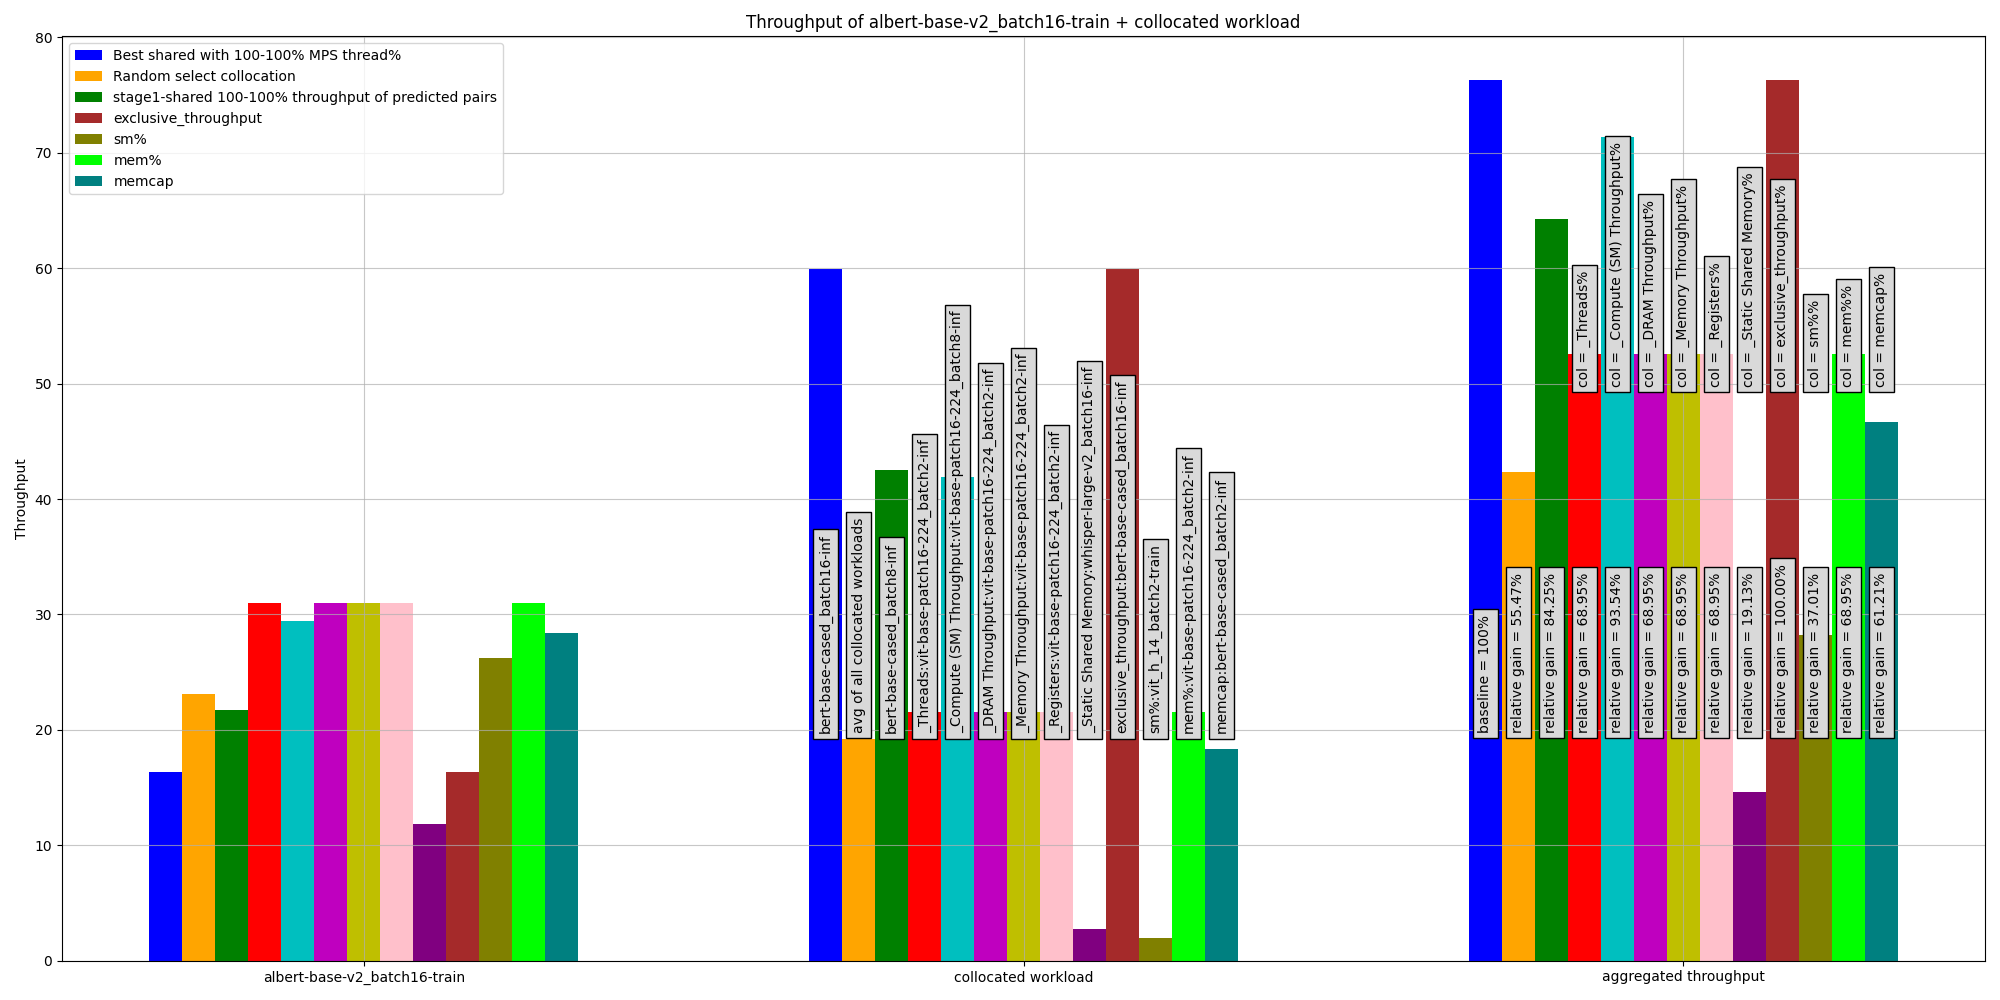 Throughput of albert-base-v2_batch16-train + collocated workload
Best shared with 100-100% MPS thread%
Random select collocation
stage1-shared 100-100% throughput of predicted pairs
exclusive_throughput
sm%
mem%
memcap
Throughput
80
70
60
50
40
30
20
10
0
bert-base-cased_batch16-inf
avg of all collocated workloads
bert-base-cased_batch8-inf
_Threads:vit-base-patch16-224_batch2-inf
_Compute (SM) Throughput:vit-base-patch16-224_batch8-inf
_DRAM Throughput:vit-base-patch16-224_batch2-inf
_Memory Throughput:vit-base-patch16-224_batch2-inf
_Registers:vit-base-patch16-224_batch2-inf
_Static Shared Memory:whisper-large-v2_batch16-inf
exclusive_throughput:bert-base-cased_batch16-inf
sm%:vit_h_14_batch2-train
mem%:vit-base-patch16-224_batch2-inf
memcap:bert-base-cased_batch2-inf
col = _Threads%
col = _Compute (SM) Throughput%
col = _DRAM Throughput%
col = _Memory Throughput%
col = _Registers%
col = _Static Shared Memory%
col = exclusive_throughput%
col = sm%%
col = mem%%
col = memcap%
baseline = 100%
relative gain = 55.47%
relative gain = 84.25%
relative gain = 68.95%
relative gain = 93.54%
relative gain = 68.95%
relative gain = 68.95%
relative gain = 68.95%
relative gain = 19.13%
relative gain = 100.00%
relative gain = 37.01%
relative gain = 68.95%
relative gain = 61.21%
albert-base-v2_batch16-train
collocated workload
aggregated throughput